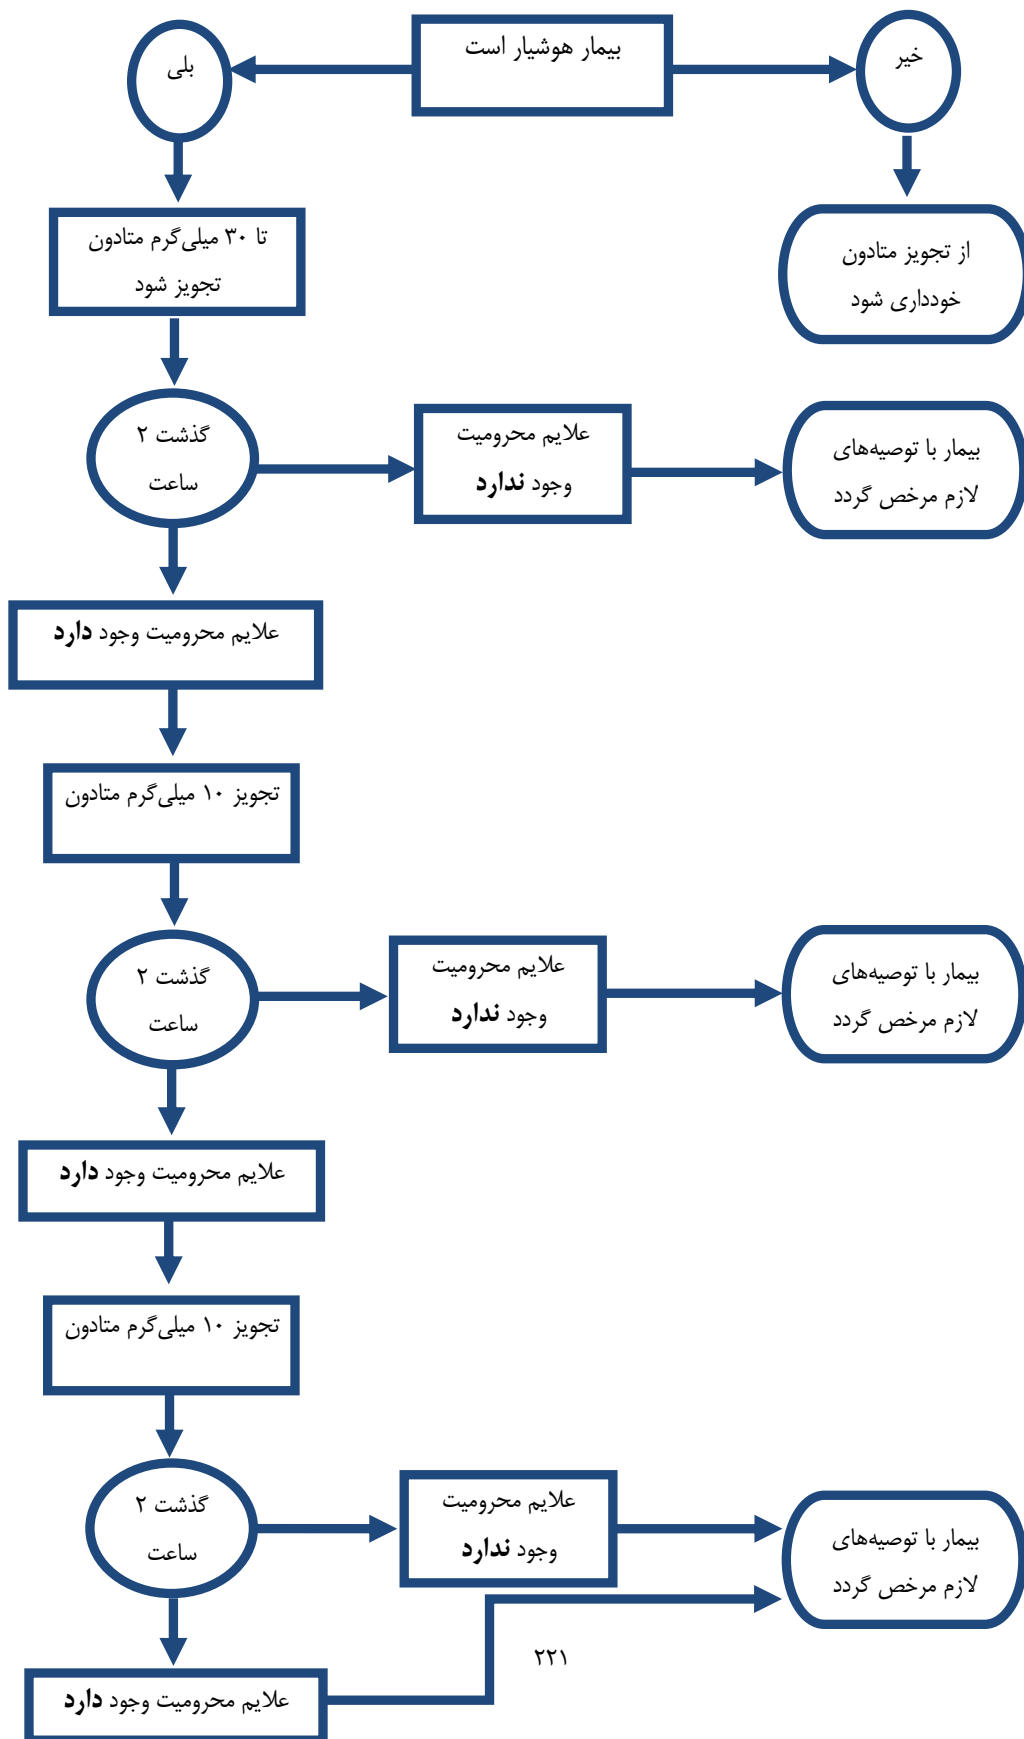 بیمار هوشیار است
خیر
بلی
از تجویز متادون
خودداری شود
تا ۳۰ میلی‌گرم متادون
تجویز شود
گذشت ۲
ساعت
علایم محرومیت
وجود ندارد
بیمار با توصیه‌های
لازم مرخص گردد
علایم محرومیت وجود دارد
تجویز ۱۰ میلی‌گرم متادون
گذشت ۲
ساعت
علایم محرومیت
وجود ندارد
بیمار با توصیه‌های
لازم مرخص گردد
علایم محرومیت وجود دارد
تجویز ۱۰ میلی‌گرم متادون
گذشت ۲
ساعت
علایم محرومیت
وجود ندارد
بیمار با توصیه‌های
لازم مرخص گردد
علایم محرومیت وجود دارد
۲۲۱